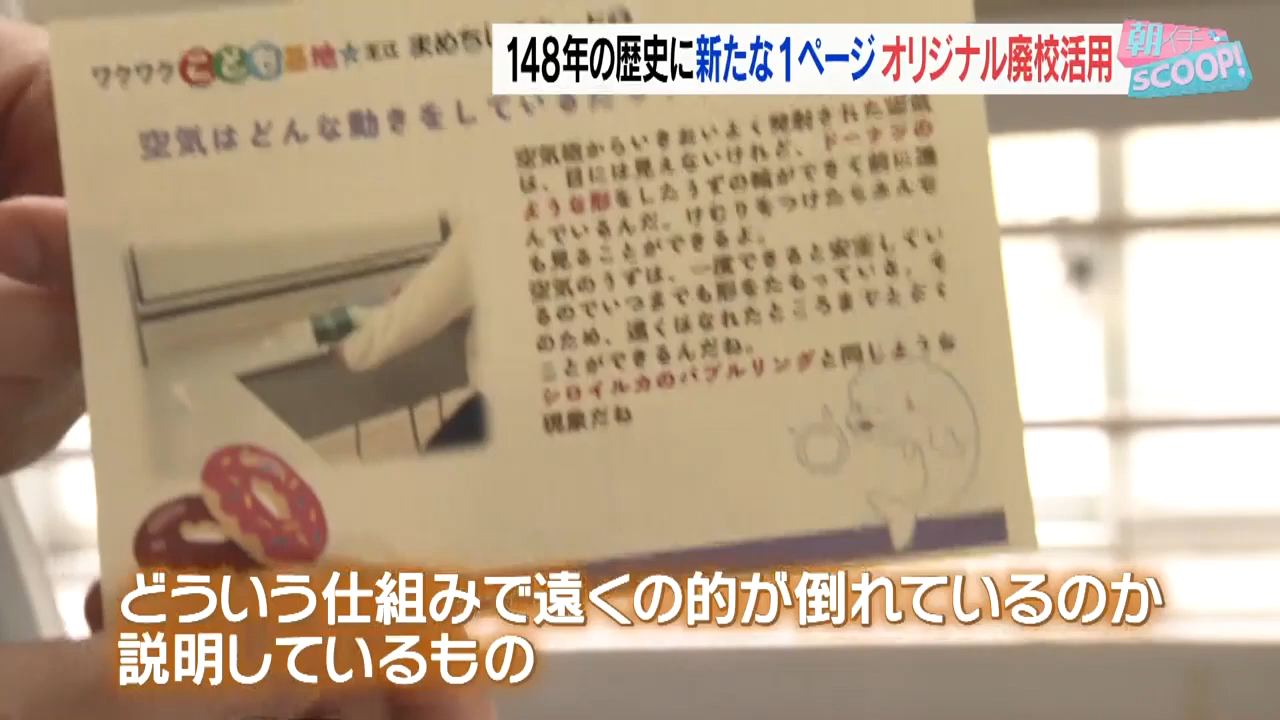 148年の歴史に新たな1ページ オリジナル廃校活用
朝イチ
SCOOP!
ワクワクこども基地☆
空気はどんな動きをしている
空気砲からいきおいよく発射された空気
は、目には見えないけれど、ドーナツの
ような形をしたうずの輪ができて前に進
んでいるんだ。けむりをつけたらみんな
も見ることができるよ。
空気のうずは、一度できると安定してい
るのでいつまでも形をたもっている。そ
のため、遠くはなれたところまでとどく
ことができるんだね。
シロイルカのバブルリングと同じような
現象だね
どういう仕組みで遠くの的が倒れているのか
説明しているもの